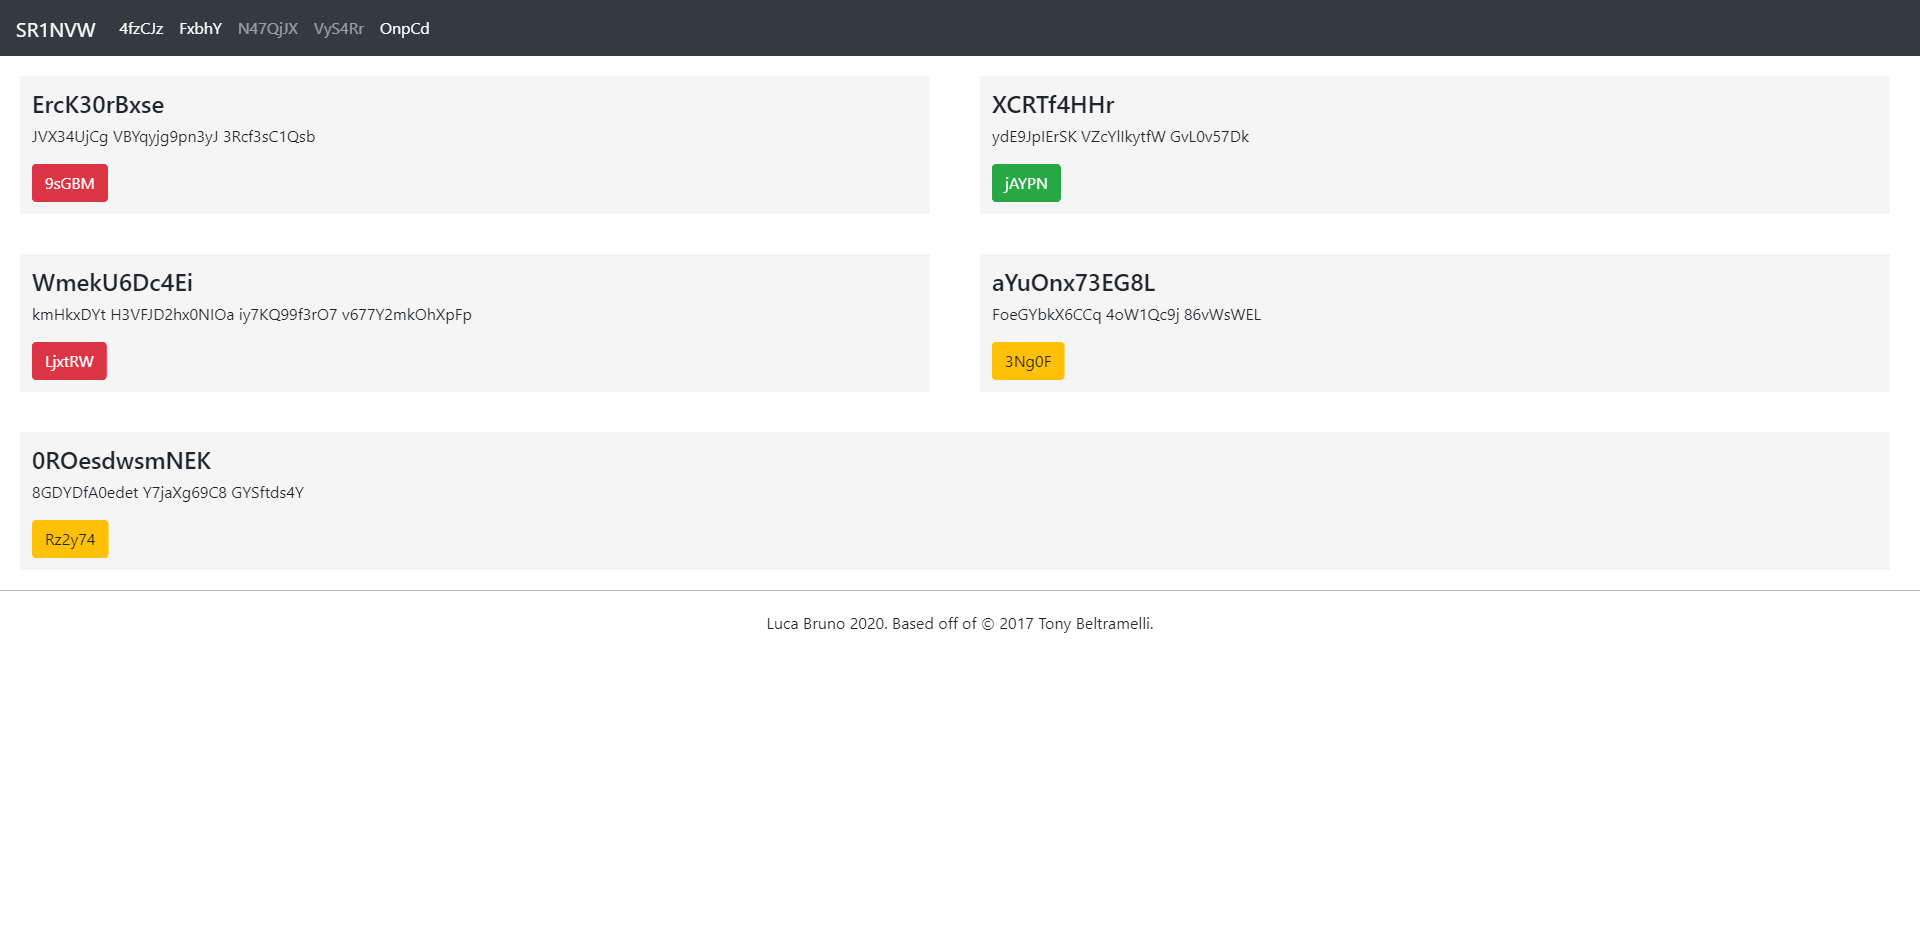 SR1NVW 4fzCJz FxbhY N47QjJX VyS4Rr OnpCd
ErcK30rBxse
JVX34UjCg VBYqyjg9pn3yJ 3Rcf3sC1Qsb
9sGBM
XCRTf4HHr
ydE9JpIErSK VZcYlIkytfW GvL0v57Dk
jAYPN
WmekU6Dc4Ei
kmHkxDYt H3VFJD2hx0NIOa iy7KQ99f3rO7 v677Y2mkOhXpFp
LjxtRW
aYuOnx73EG8L
FoeGYbkX6CCq 4oW1Qc9j 86vWsWEL
3Ng0F
0ROesdwsmNEK
8GDYDfA0edet Y7jaXg69C8 GYSftds4Y
Rz2y74
Luca Bruno 2020. Based off of © 2017 Tony Beltramelli.